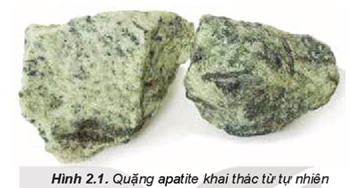 Hình 2.1. Quặng apatite khai thác từ tự nhiên